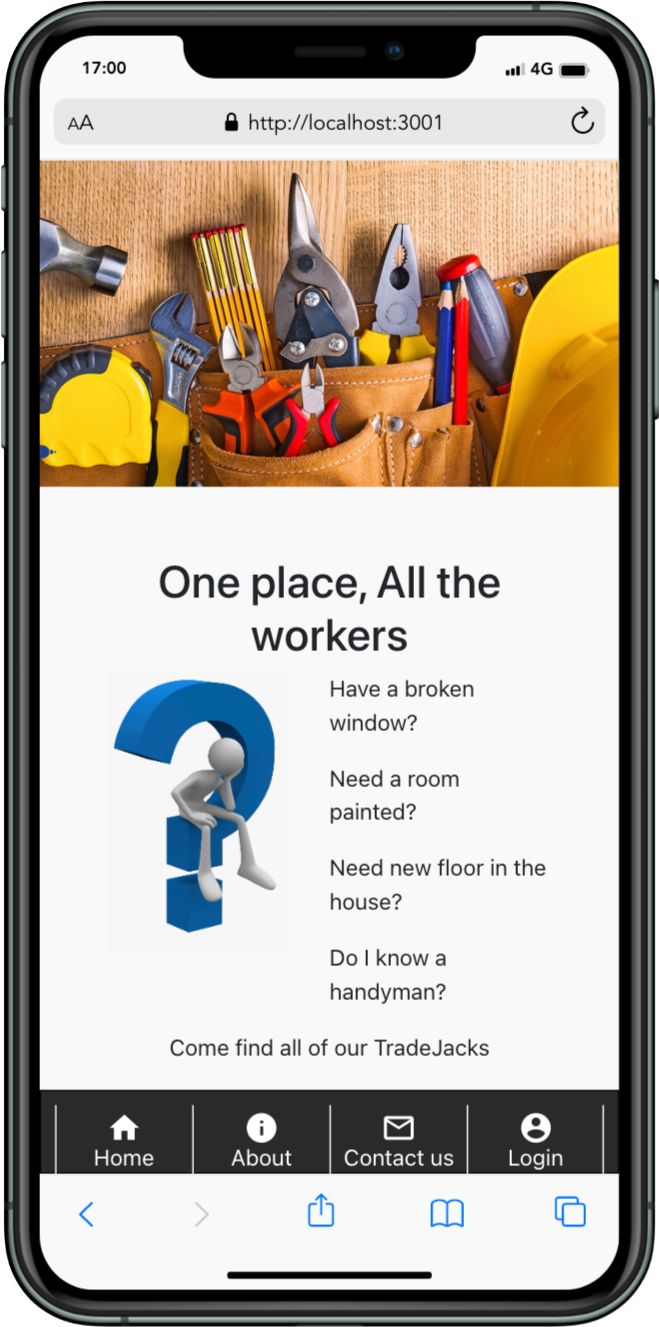 17:00
4G
AA
http://localhost:3001
One place, All the
workers
Have a broken
window?
Need a room
painted?
Need new floor in the
house?
Do I know a
handyman?
Come find all of our TradeJacks
Home
About
Contact us
Login